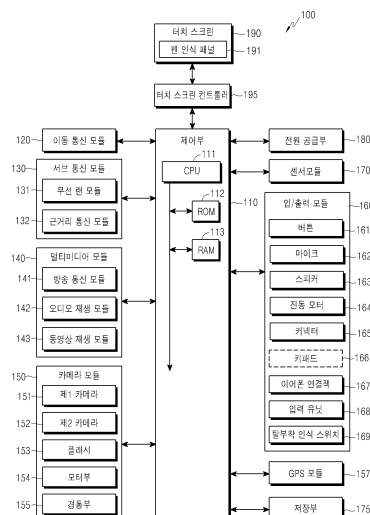 100
터치 스크린
190
펜 인식 패널
191
터치 스크린 컨트롤러
195
120
이동 통신 모듈
130
서브 통신 모듈
131
무선 랜 모듈
132
근거리 통신 모듈
140
멀티미디어 모듈
141
방송 통신 모듈
142
오디오 재생 모듈
143
동영상 재생 모듈
150
카메라 모듈
151
제1 카메라
152
제2 카메라
153
플래시
154
모터부
155
경통부
제어부
111
CPU
112
ROM
110
113
RAM
전원 공급부
180
센서모듈
170
입/출력 모듈
160
버튼
161
마이크
162
스피커
163
진동 모터
164
커넥터
165
키패드
166
이어폰 연결잭
167
입력 유닛
168
탈부착 인식 스위치
169
GPS 모듈
157
저장부
175